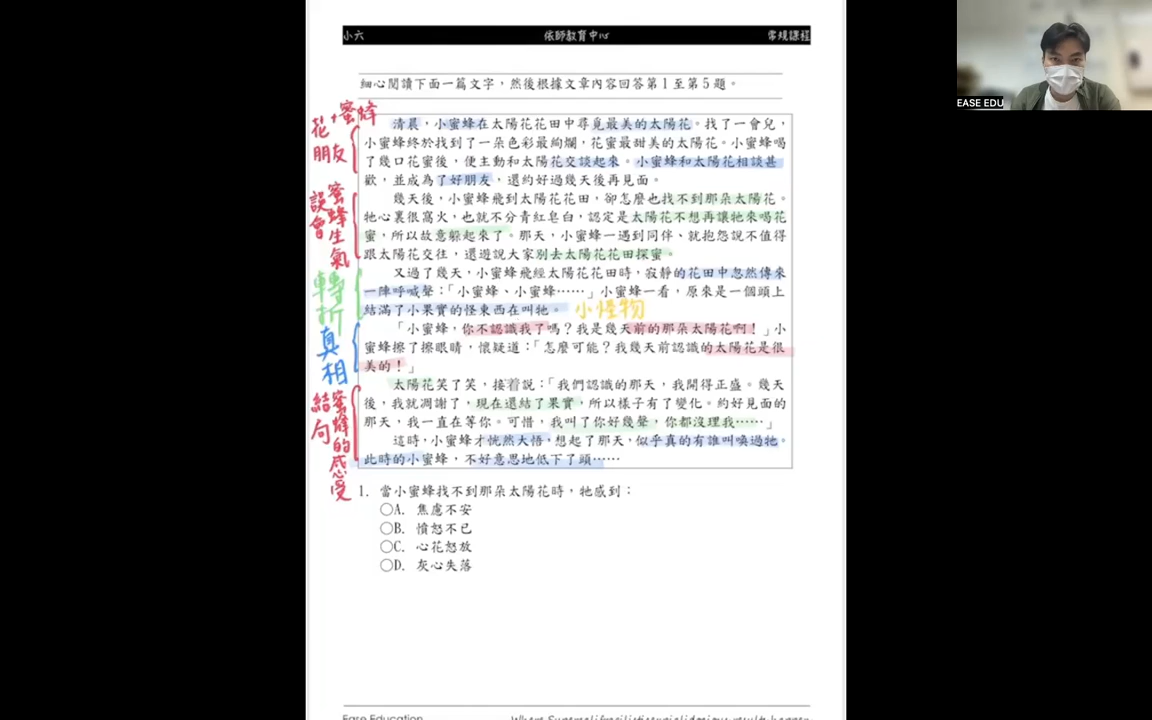 小六 依師教育中心 常規課程
細心閱讀下面一篇文字，然後根據文章內容回答第1至第5題。
花+蜜蜂
朋友
清晨，小蜜蜂在太陽花花田中尋覓最美的太陽花。找了一會兒，
小蜜蜂終於找到了一朵色彩最絢爛，花蜜最甜美的太陽花。小蜜蜂喝
了幾口花蜜後，便主動和太陽花交談起來。小蜜蜂和太陽花相談甚
歡，並成為了好朋友，還約好過幾天後再見面。
蜜蜂生氣
誤會
幾天後，小蜜蜂飛到太陽花花田，卻怎麼也找不到那朵太陽花。
牠心裏很窩火，也就不分青紅皂白，認定是太陽花不想再讓牠來喝花
蜜，所以故意躲起來了。那天，小蜜蜂一遇到同伴、就抱怨說不值得
跟太陽花交往，還遊說大家別去太陽花花田探蜜。
轉折
又過了幾天，小蜜蜂飛經太陽花花田時，寂靜的花田中忽然傳來
一陣呼喊聲：「小蜜蜂、小蜜蜂……」小蜜蜂一看，原來是一個頭上
結滿了小果實的怪東西在叫牠。 小怪物
真相
「小蜜蜂，你不認識我了嗎？我是幾天前的那朵太陽花啊！」小
蜜蜂擦了擦眼睛，懷疑道：「怎麼可能？我幾天前認識的太陽花是很
美的！」
結句
蜜蜂的感受
太陽花笑了笑，接着說：「我們認識的那天，我開得正盛。幾天
後，我就凋謝了，現在還結了果實，所以樣子有了變化。約好見面的
那天，我一直在等你。可惜，我叫了你好幾聲，你都沒理我……」
這時，小蜜蜂才恍然大悟，想起了那天，似乎真的有誰叫喚過牠。
此時的小蜜蜂，不好意思地低下了頭……
1. 當小蜜蜂找不到那朵太陽花時，牠感到：
A. 焦慮不安
B. 憤怒不已
C. 心花怒放
D. 灰心失落
Ease Education
EASE EDU